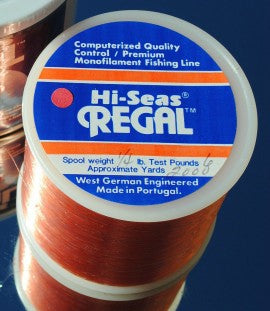 Computerized Quality
Control / Premium
Monofilament Fishing Line
Hi-Seas®
REGAL™
Spool weight 1/4 lb. Test Pounds 6
Approximate Yards 2000
West German Engineered
Made in Portugal.